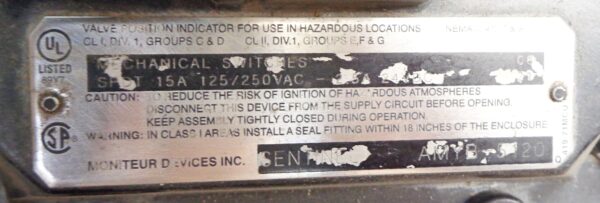 VALVE POSITION INDICATOR FOR USE IN HAZARDOUS LOCATIONS NEMA
CL I, DIV. 1, GROUPS C & D CL II, DIV.1, GROUPS E,F & G
UL
LISTED
MECHANICAL SWITCHES
15A 125/250VAC
CAUTION: TO REDUCE THE RISK OF IGNITION OF HAZARDOUS ATMOSPHERES
DISCONNECT THIS DEVICE FROM THE SUPPLY CIRCUIT BEFORE OPENING.
KEEP ASSEMBLY TIGHTLY CLOSED DURING OPERATION.
WARNING: IN CLASS I AREAS INSTALL A SEAL FITTING WITHIN 18 INCHES OF THE ENCLOSURE
MONITEUR DEVICES INC.